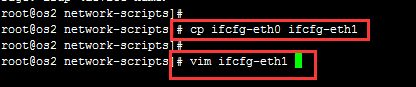 root@os2 network-scripts]#
root@os2 network-scripts]# cp ifcfg-eth0 ifcfg-eth1
root@os2 network-scripts]#
root@os2 network-scripts]# vim ifcfg-eth1